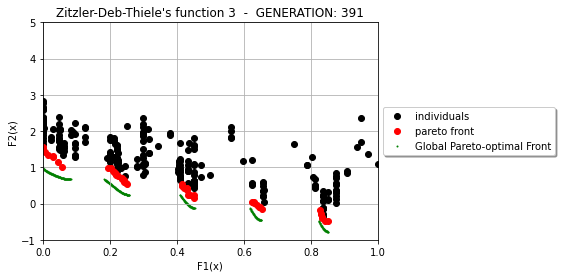 Zitzler-Deb-Thiele's function 3 - GENERATION: 391
5
4
3
2
1
0
−1
F2(x)
0.0 0.2 0.4 0.6 0.8 1.0
F1(x)
individuals
pareto front
Global Pareto-optimal Front